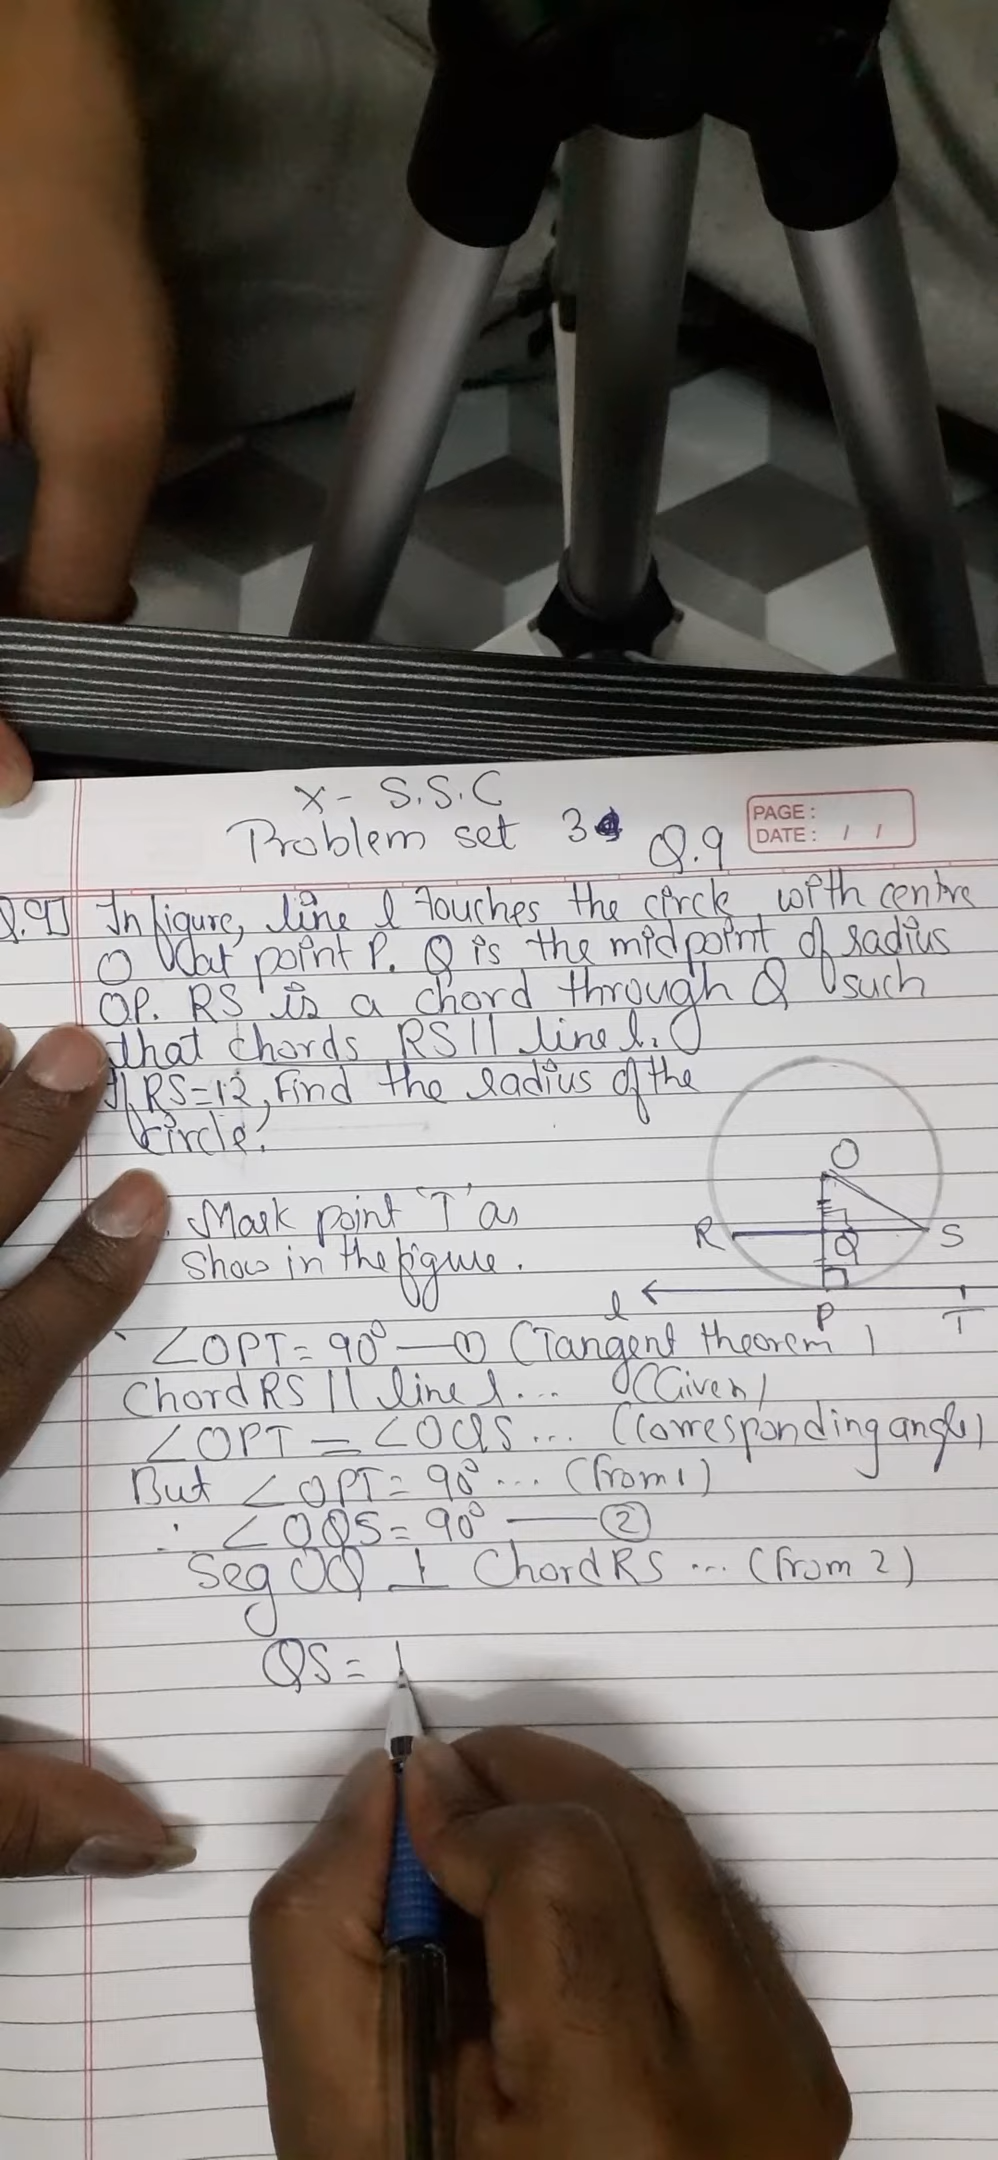 X- S.S.C
Problem set 3 Q.9
PAGE :
DATE : / /
Q.9] In figure, line l touches the circle with centre
O at point P. Q is the midpoint of radius
OP. RS is a chord through Q such
that chords RS || line l.
If RS=12, Find the radius of the
circle.
O
R Q S
l P T
Mark point 'T' as
show in the figure.
∠OPT = 90° — ① (Tangent theorem)
Chord RS || line l ... (Given)
∠OPT = ∠OQS ... (Corresponding angle)
But ∠OPT = 90° ... (from 1)
∴ ∠OQS = 90° — ②
Seg OQ ⊥ Chord RS ... (from 2)
QS =